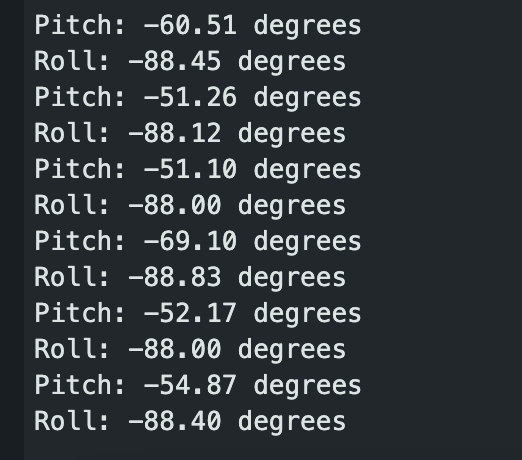 Pitch: -60.51 degrees
Roll: -88.45 degrees
Pitch: -51.26 degrees
Roll: -88.12 degrees
Pitch: -51.10 degrees
Roll: -88.00 degrees
Pitch: -69.10 degrees
Roll: -88.83 degrees
Pitch: -52.17 degrees
Roll: -88.00 degrees
Pitch: -54.87 degrees
Roll: -88.40 degrees